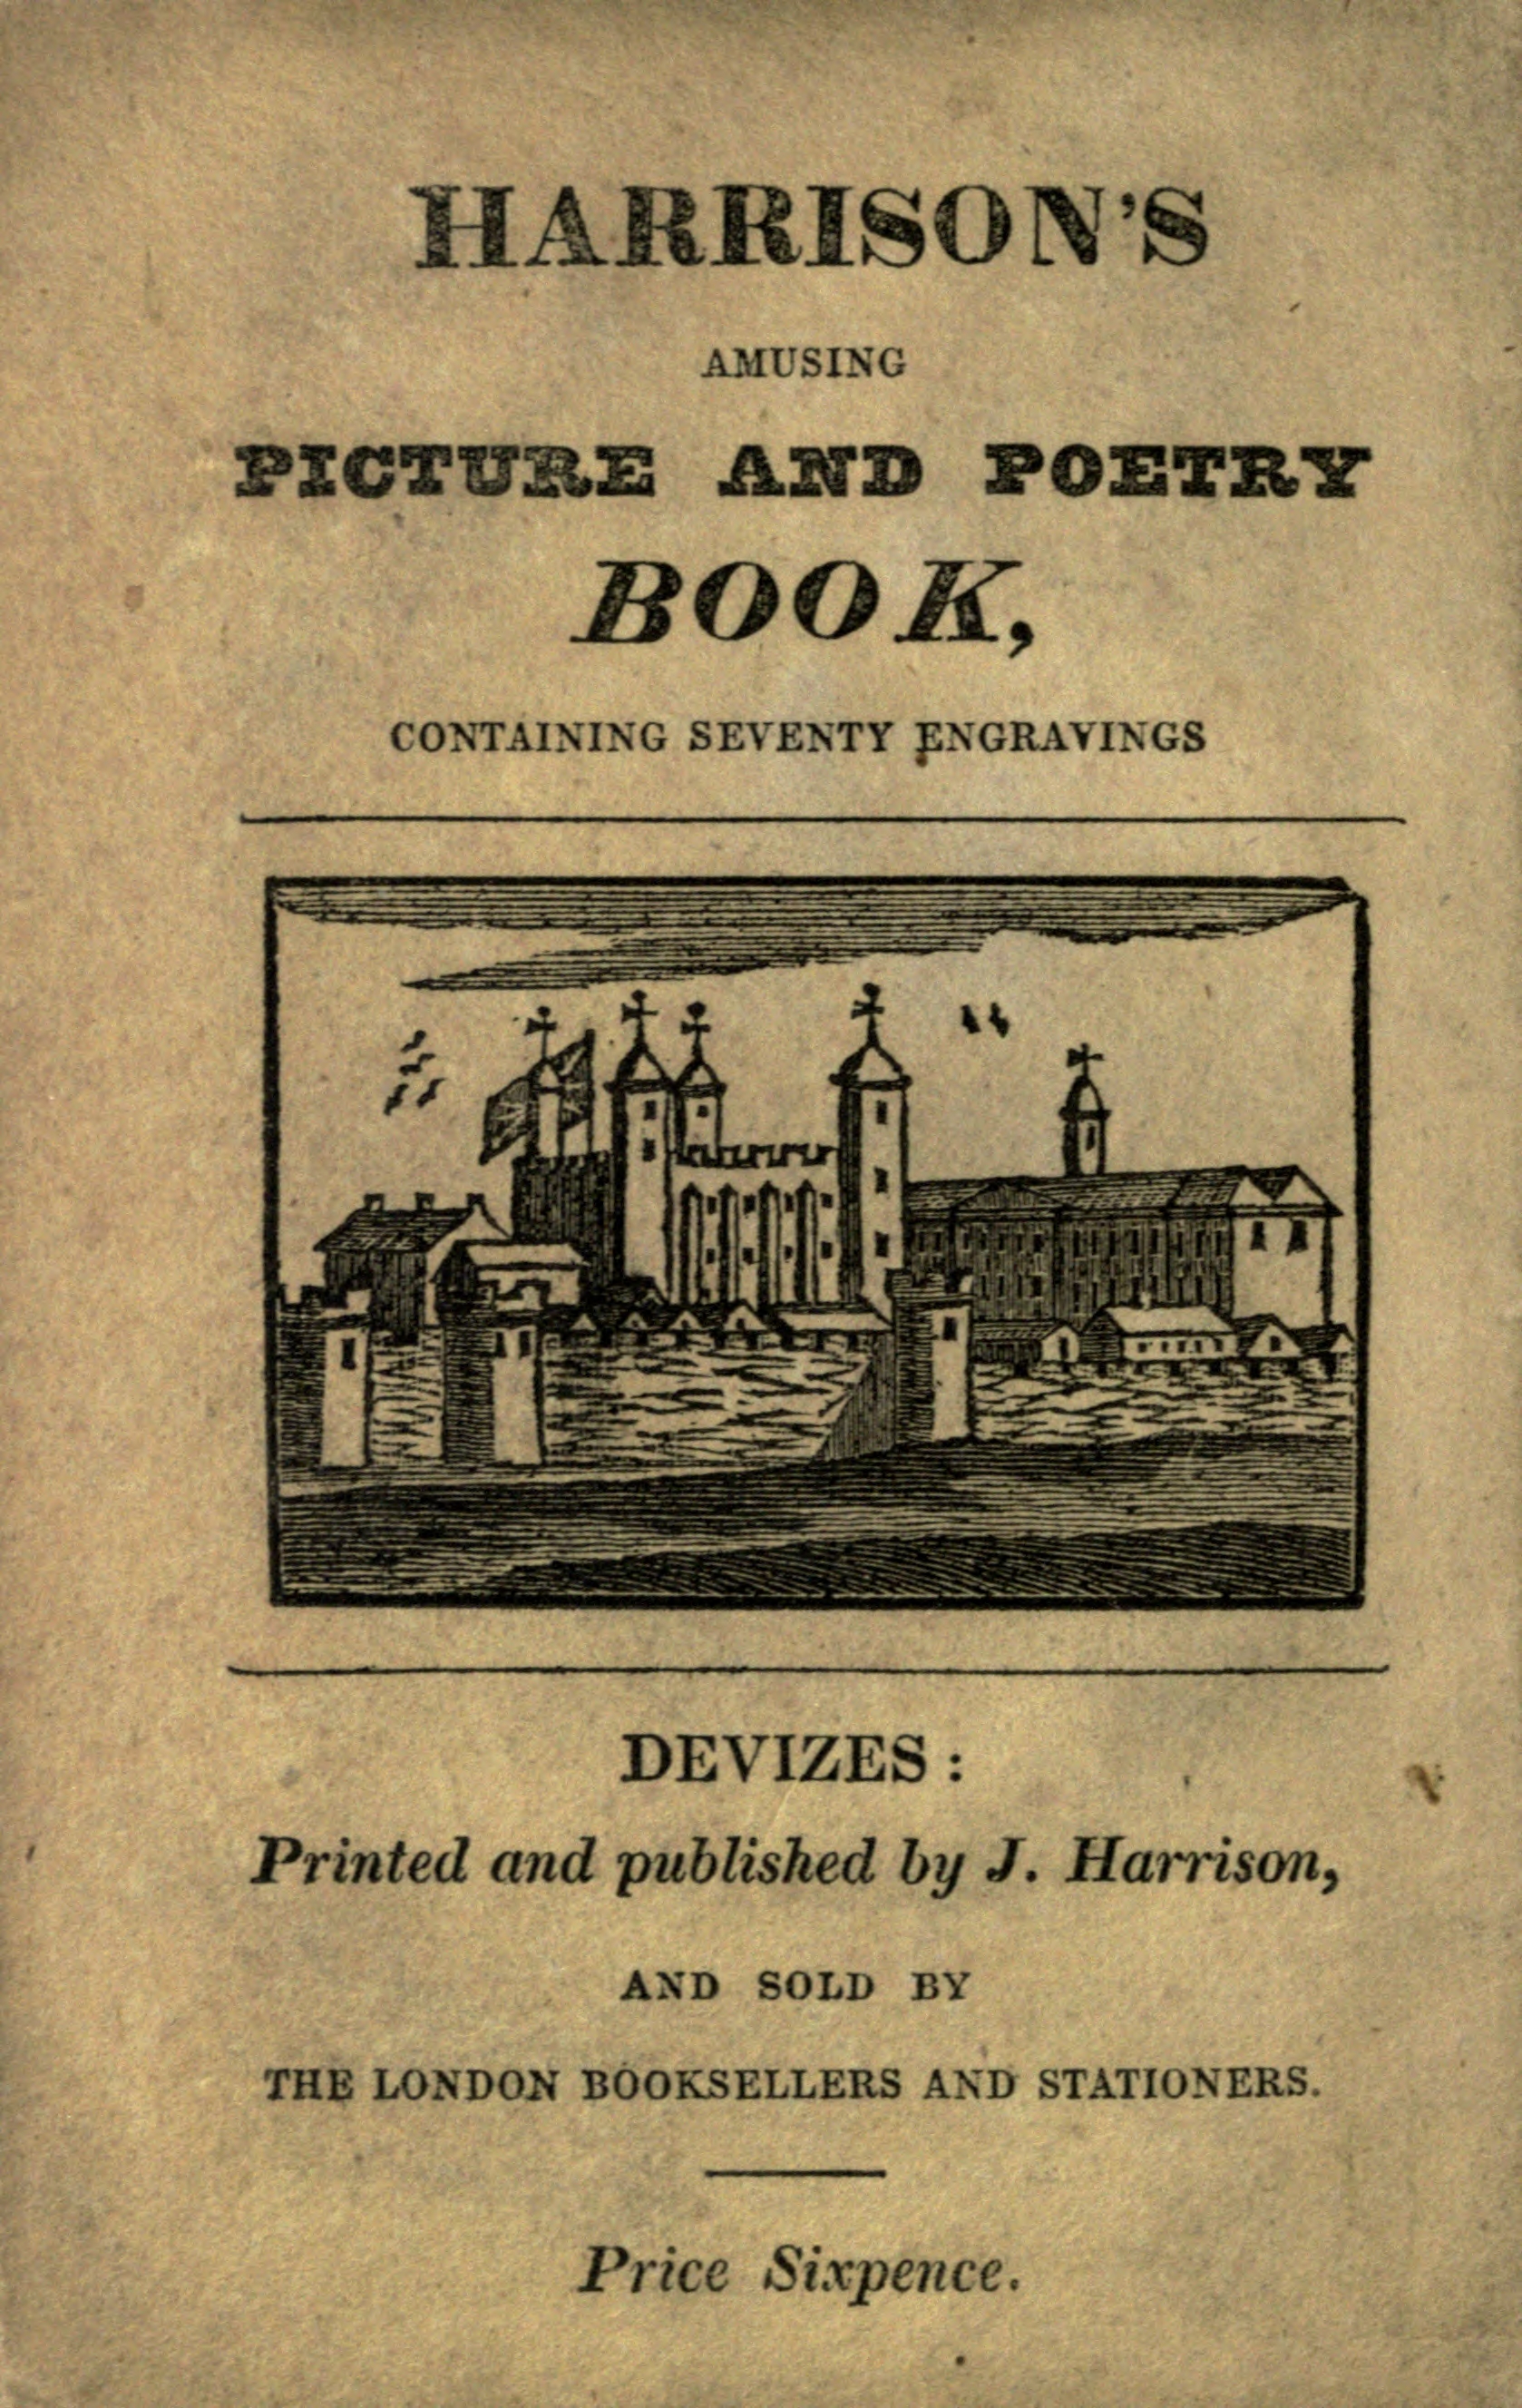 HARRISON'S
AMUSING
PICTURE AND POETRY
BOOK,
CONTAINING SEVENTY ENGRAVINGS
DEVIZES:
Printed and published by J. Harrison,
AND SOLD BY
THE LONDON BOOKSELLERS AND STATIONERS.
Price Sixpence.